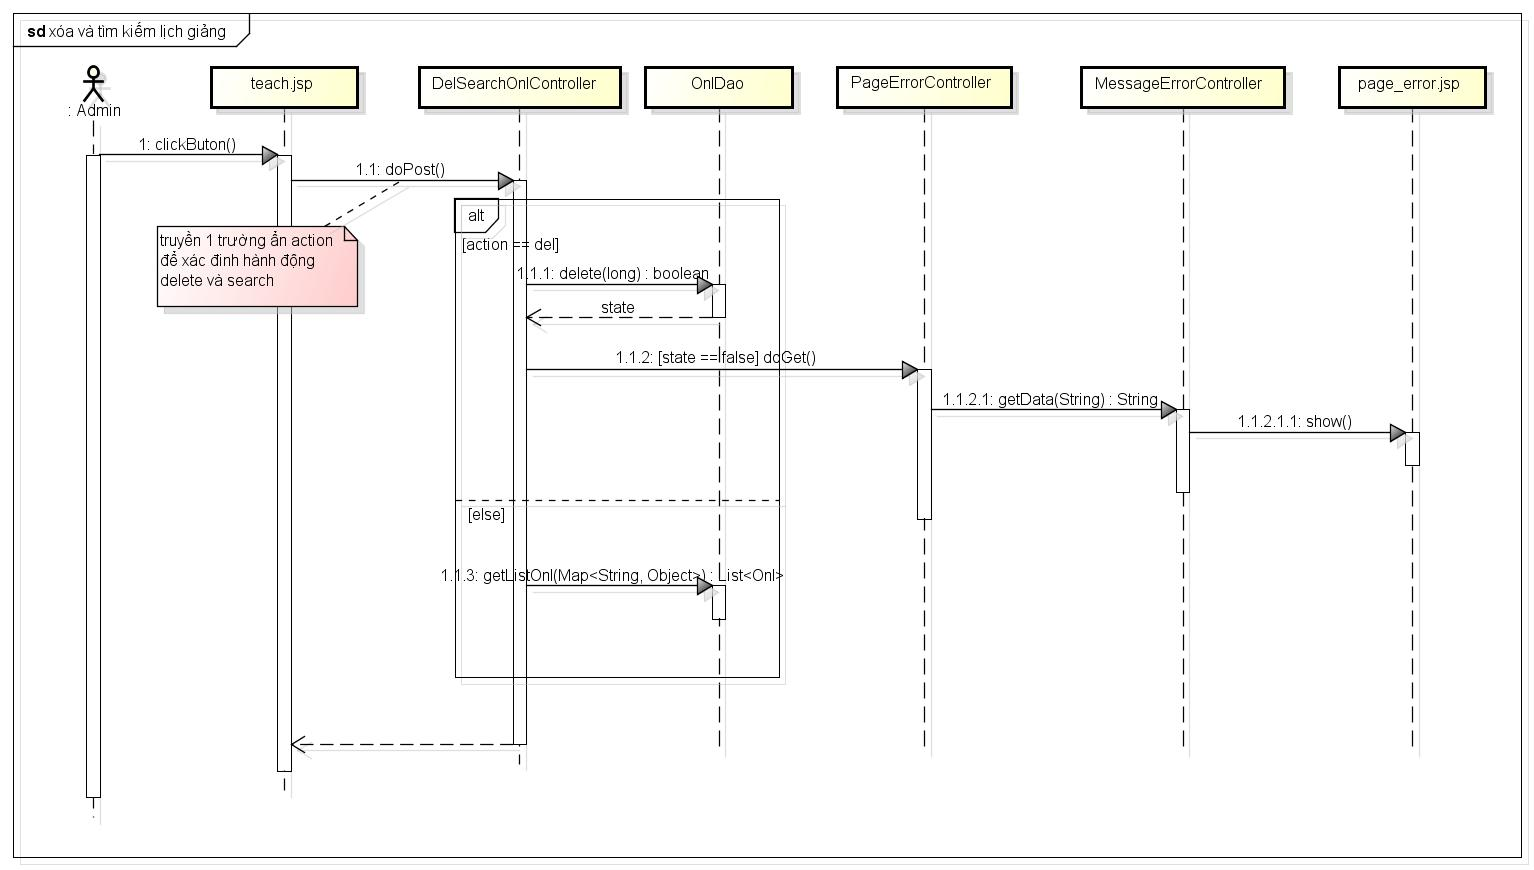 sd xóa và tìm kiếm lịch giảng
: Admin
teach.jsp
DelSearchOnlController
OnlDao
PageErrorController
MessageErrorController
page_error.jsp
1: clickButon()
1.1: doPost()
truyền 1 trường ẩn action
để xác đinh hành động
delete và search
alt
[action == del]
1.1.1: delete(long) : boolean
state
1.1.2: [state == false] doGet()
1.1.2.1: getData(String) : String
1.1.2.1.1: show()
[else]
1.1.3: getListOnl(Map<String, Object>) : List<Onl>